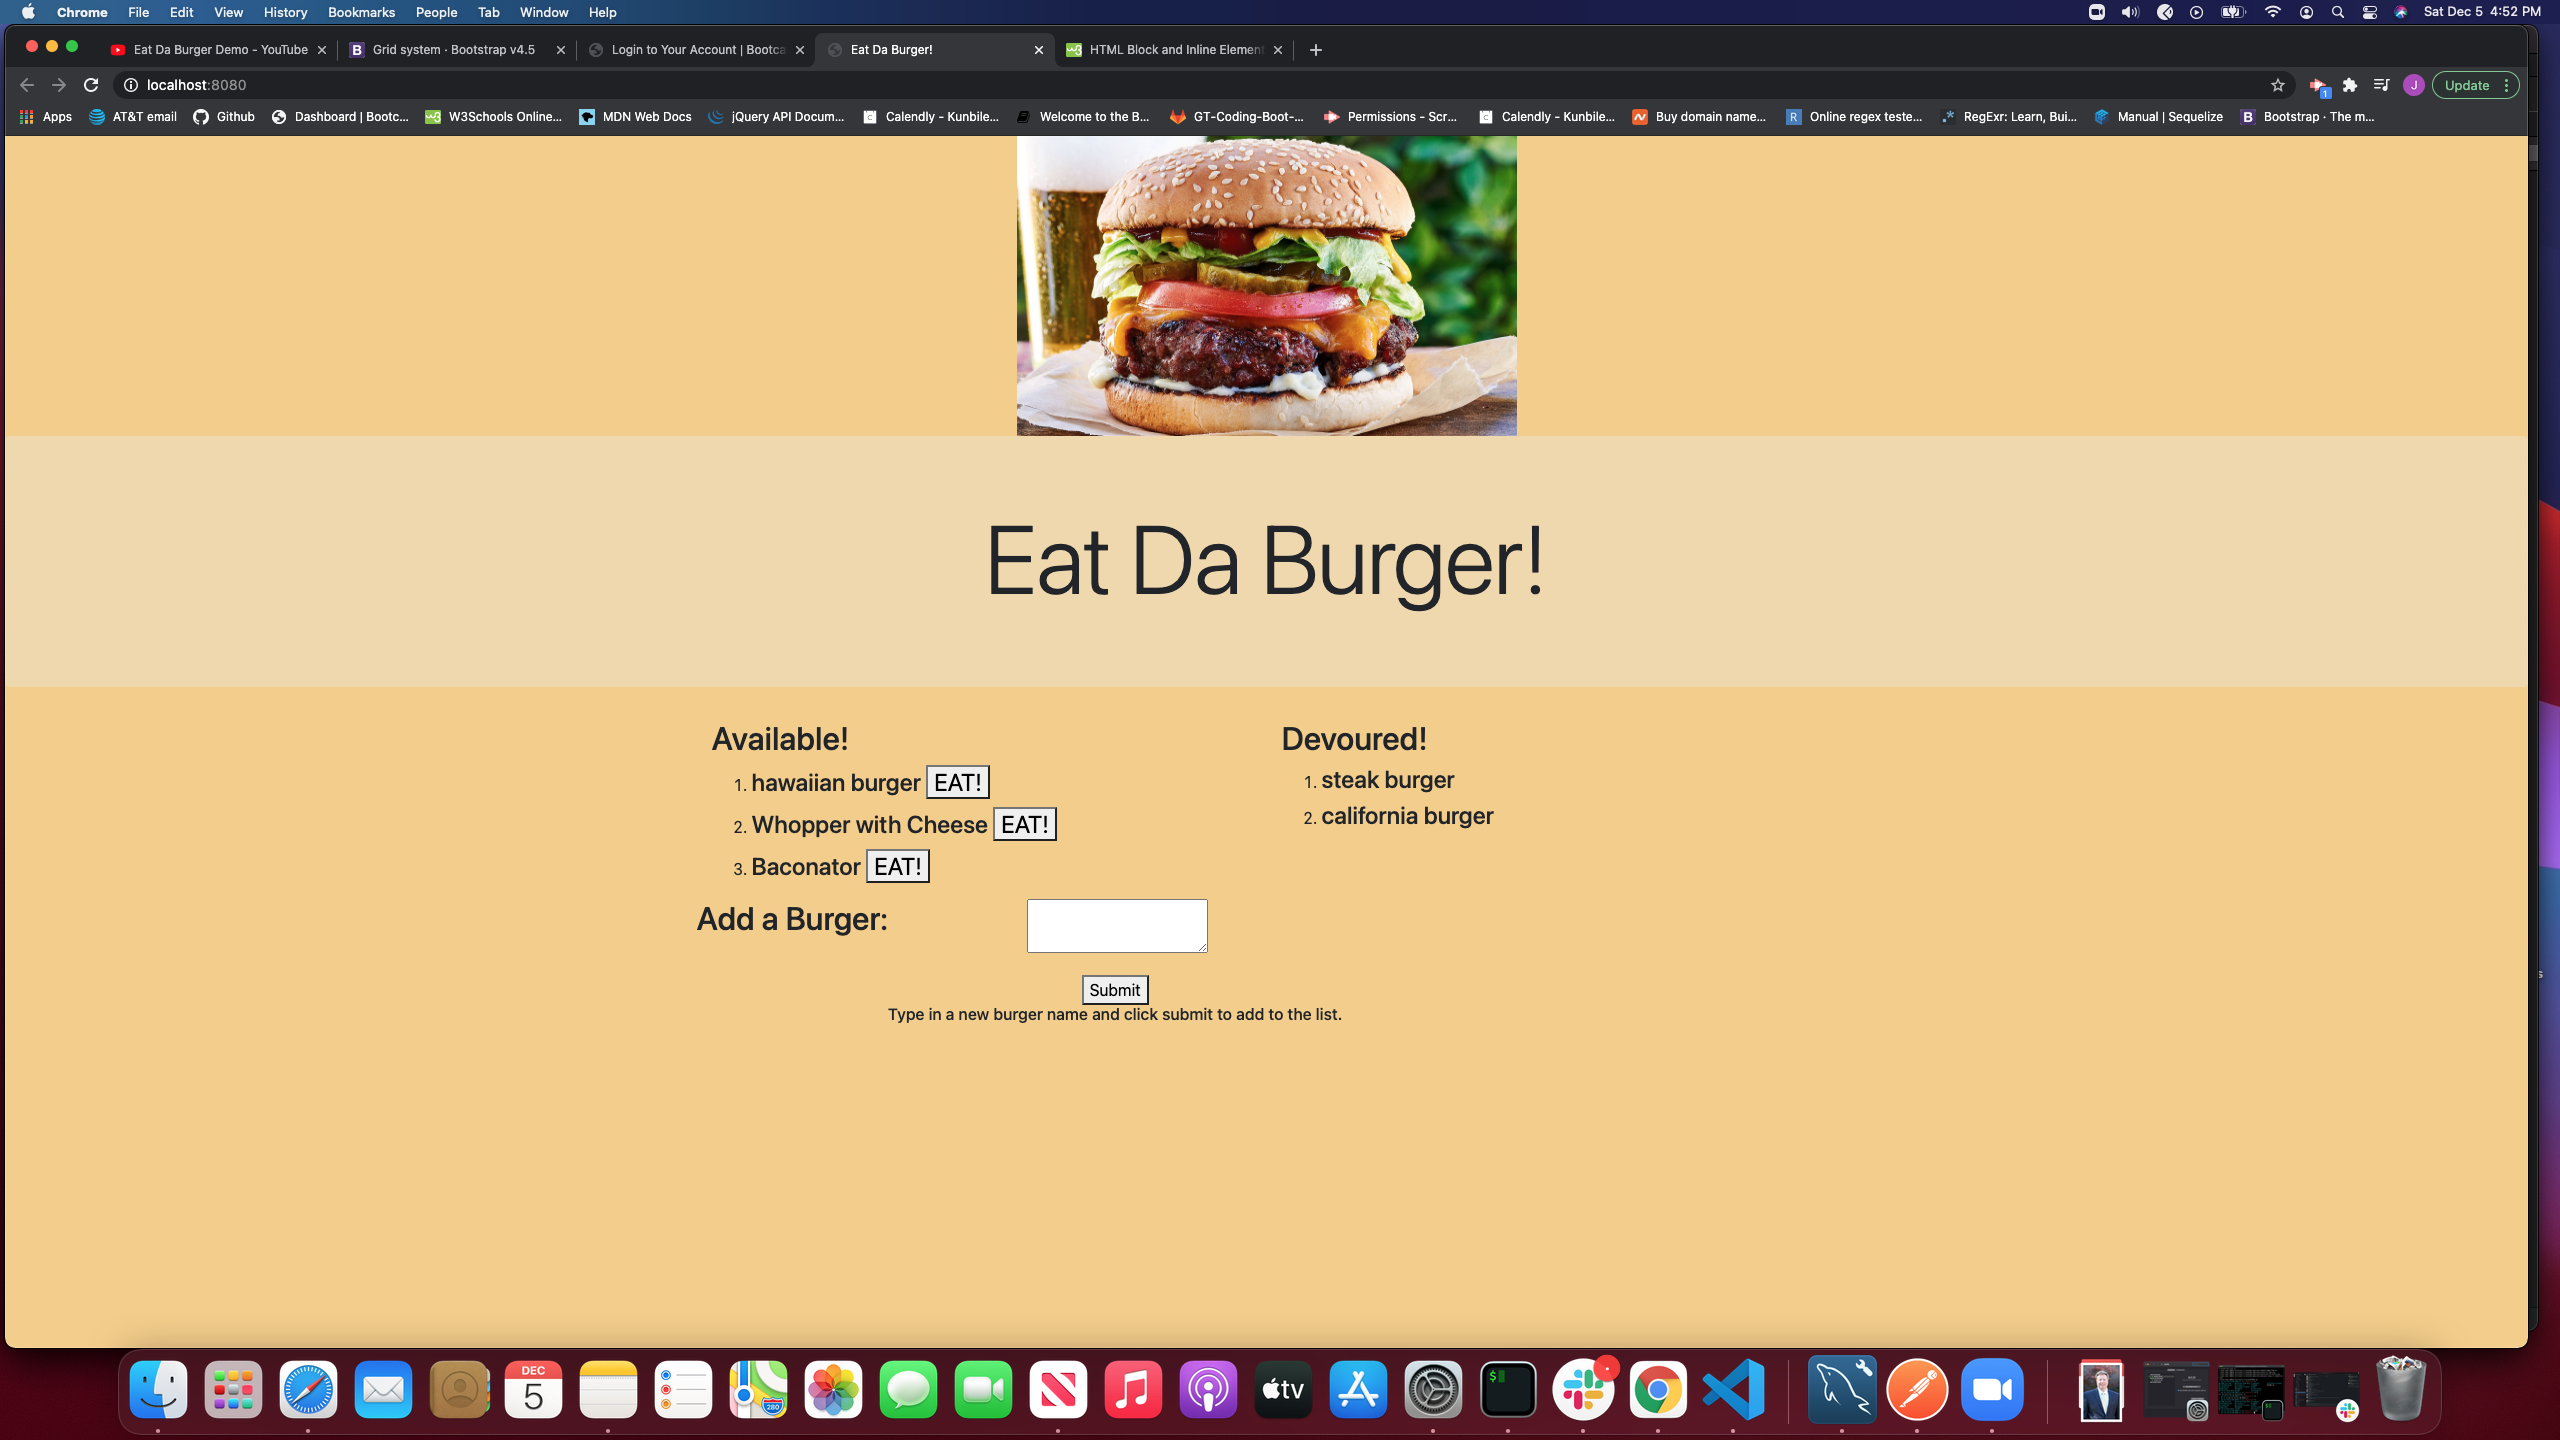 Chrome File Edit View History Bookmarks People Tab Window Help Sat Dec 5 4:52 PM
Eat Da Burger Demo - YouTube Grid system · Bootstrap v4.5 Login to Your Account | Bootca Eat Da Burger! HTML Block and Inline Element
localhost:8080 J Update
Apps AT&T email Github Dashboard | Bootc... W3Schools Online... MDN Web Docs jQuery API Docum... Calendly - Kunbile... Welcome to the B... GT-Coding-Boot-... Permissions - Scr... Calendly - Kunbile... Buy domain name... Online regex teste... RegExr: Learn, Bui... Manual | Sequelize Bootstrap · The m...
Eat Da Burger!
Available!
1. hawaiian burger EAT!
2. Whopper with Cheese EAT!
3. Baconator EAT!
Devoured!
1. steak burger
2. california burger
Add a Burger:
Submit
Type in a new burger name and click submit to add to the list.
DEC
5
280
tv